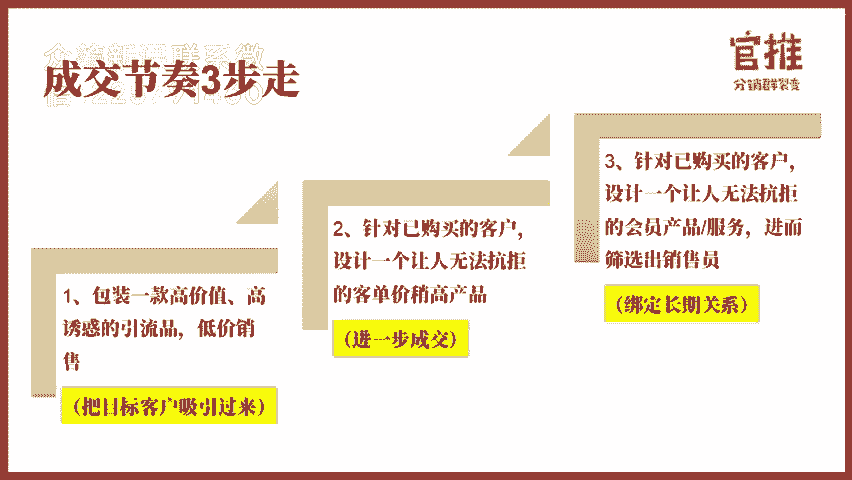 成交节奏3步走
官推
分销群裂变
1、包装一款高价值、高
诱惑的引流品，低价销
售
（把目标客户吸引过来）
2、针对已购买的客户，
设计一个让人无法抗拒
的客单价稍高产品
（进一步成交）
3、针对已购买的客户，
设计一个让人无法抗拒
的会员产品/服务，进而
筛选出销售员
（绑定长期关系）